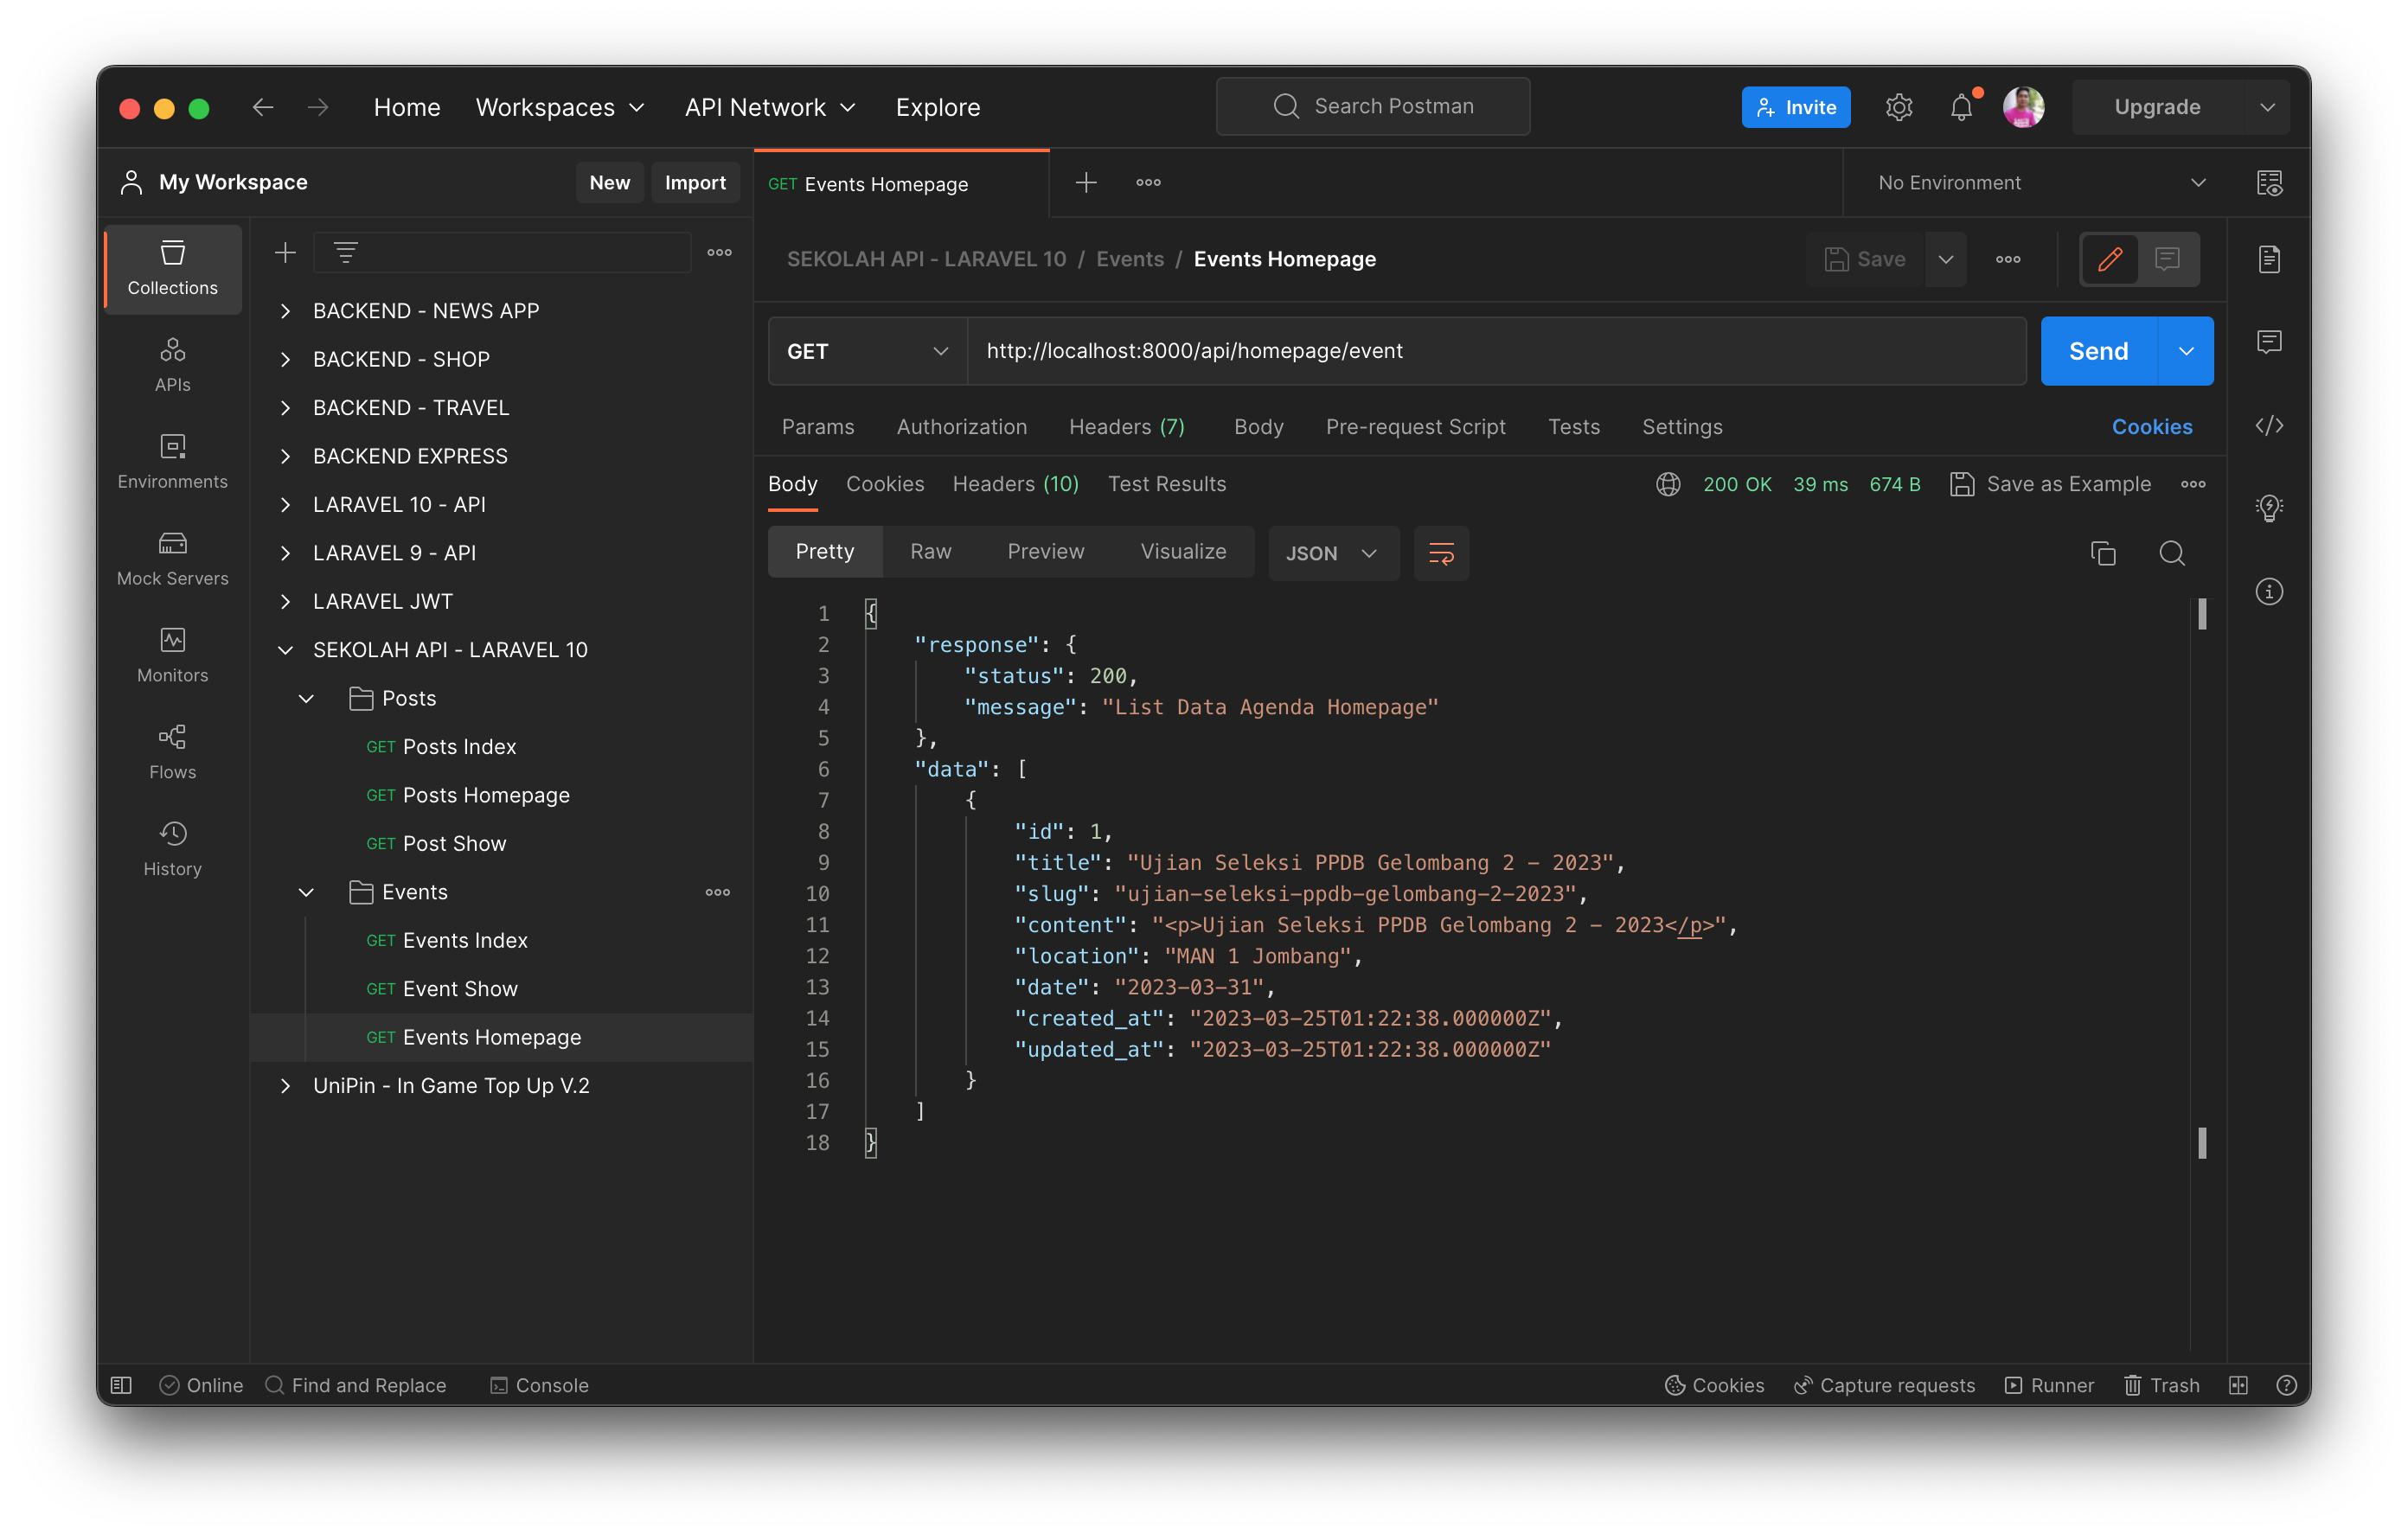 Home Workspaces API Network Explore Search Postman Invite Upgrade
My Workspace New Import
GET Events Homepage No Environment
Collections
APIs
Environments
Mock Servers
Monitors
Flows
History
BACKEND - NEWS APP
BACKEND - SHOP
BACKEND - TRAVEL
BACKEND EXPRESS
LARAVEL 10 - API
LARAVEL 9 - API
LARAVEL JWT
SEKOLAH API - LARAVEL 10
Posts
GET Posts Index
GET Posts Homepage
GET Post Show
Events
GET Events Index
GET Event Show
GET Events Homepage
UniPin - In Game Top Up V.2
SEKOLAH API - LARAVEL 10 / Events / Events Homepage Save
GET http://localhost:8000/api/homepage/event Send
Params Authorization Headers (7) Body Pre-request Script Tests Settings Cookies
Body Cookies Headers (10) Test Results 200 OK 39 ms 674 B Save as Example
Pretty Raw Preview Visualize JSON
1 {
2 "response": {
3 "status": 200,
4 "message": "List Data Agenda Homepage"
5 },
6 "data": [
7 {
8 "id": 1,
9 "title": "Ujian Seleksi PPDB Gelombang 2 - 2023",
10 "slug": "ujian-seleksi-ppdb-gelombang-2-2023",
11 "content": "<p>Ujian Seleksi PPDB Gelombang 2 - 2023</p>",
12 "location": "MAN 1 Jombang",
13 "date": "2023-03-31",
14 "created_at": "2023-03-25T01:22:38.000000Z",
15 "updated_at": "2023-03-25T01:22:38.000000Z"
16 }
17 ]
18 }
Online Find and Replace Console Cookies Capture requests Runner Trash